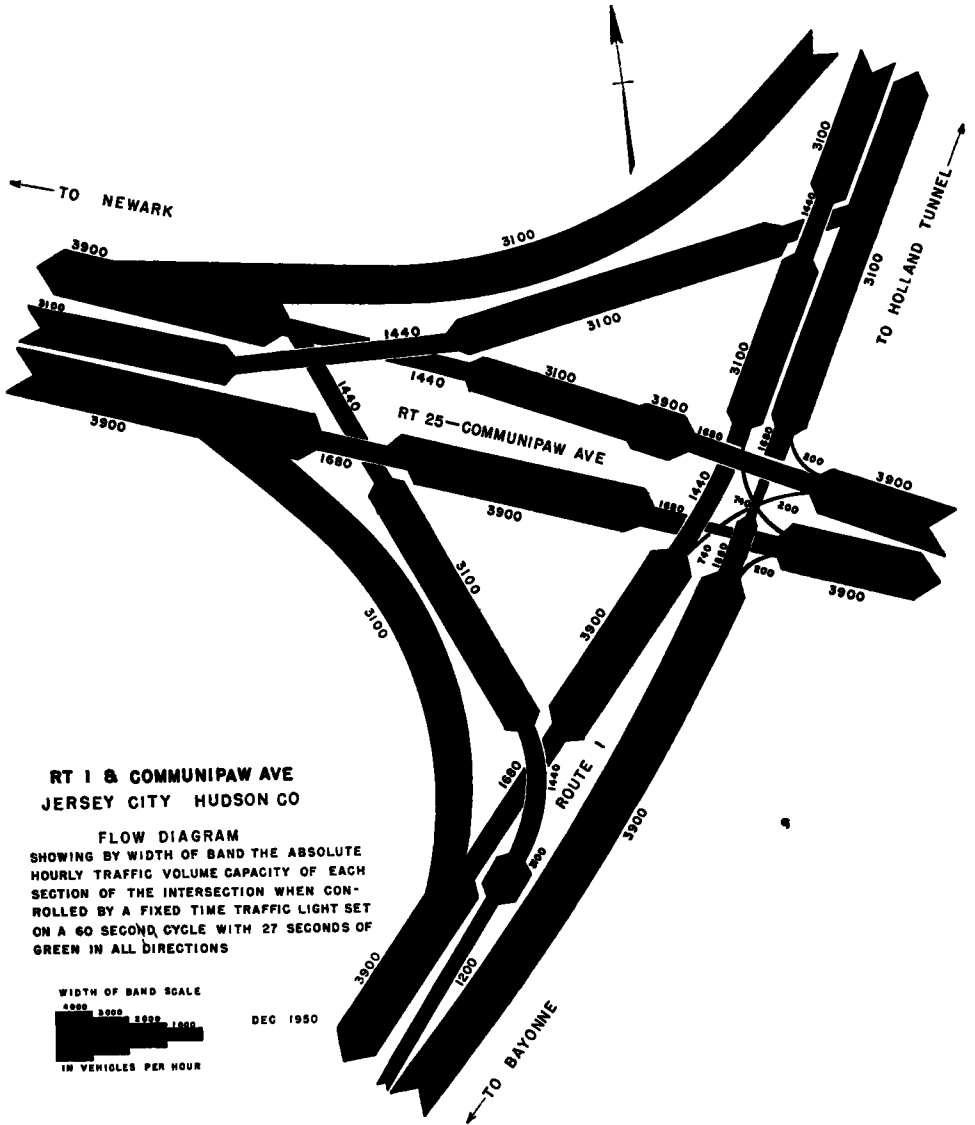 3100
3100
1440
TO NEWARK
3900
3100
3100
3100
TO HOLLAND TUNNEL
3100
1440
3100
1440
3100
3900
RT 25—COMMUNIPAW AVE
1680
1680
200
3900
1440
3900
1680
3900
1680
1440
740
200
740
1680
200
3900
3100
3100
3900
1680
1440
ROUTE 1
3900
3900
1200
TO BAYONNE
RT 1 & COMMUNIPAW AVE
JERSEY CITY HUDSON CO
FLOW DIAGRAM
SHOWING BY WIDTH OF BAND THE ABSOLUTE
HOURLY TRAFFIC VOLUME CAPACITY OF EACH
SECTION OF THE INTERSECTION WHEN CON-
ROLLED BY A FIXED TIME TRAFFIC LIGHT SET
ON A 60 SECOND CYCLE WITH 27 SECONDS OF
GREEN IN ALL DIRECTIONS
WIDTH OF BAND SCALE
4000 3000 2000 1000
IN VEHICLES PER HOUR
DEC 1950